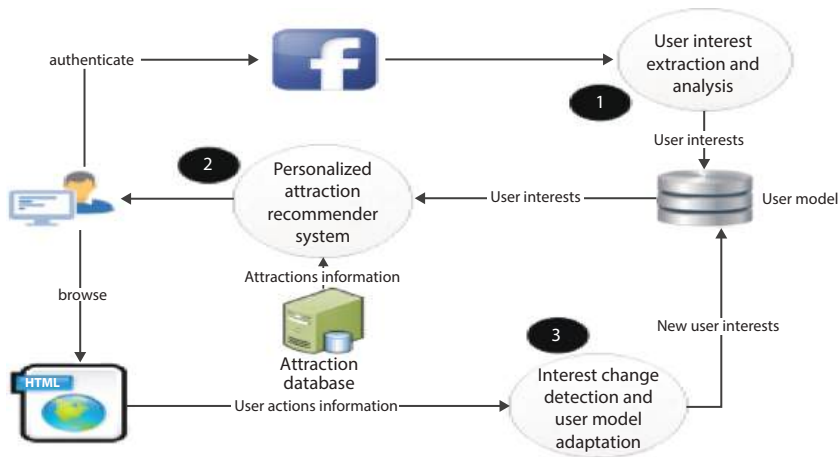 authenticate
f
User interest
extraction and
analysis
1
User interests
2
Personalized
attraction
recommender
system
User interests
User model
Attractions information
browse
Attraction
database
3
New user interests
HTML
User actions information
Interest change
detection and
user model
adaptation